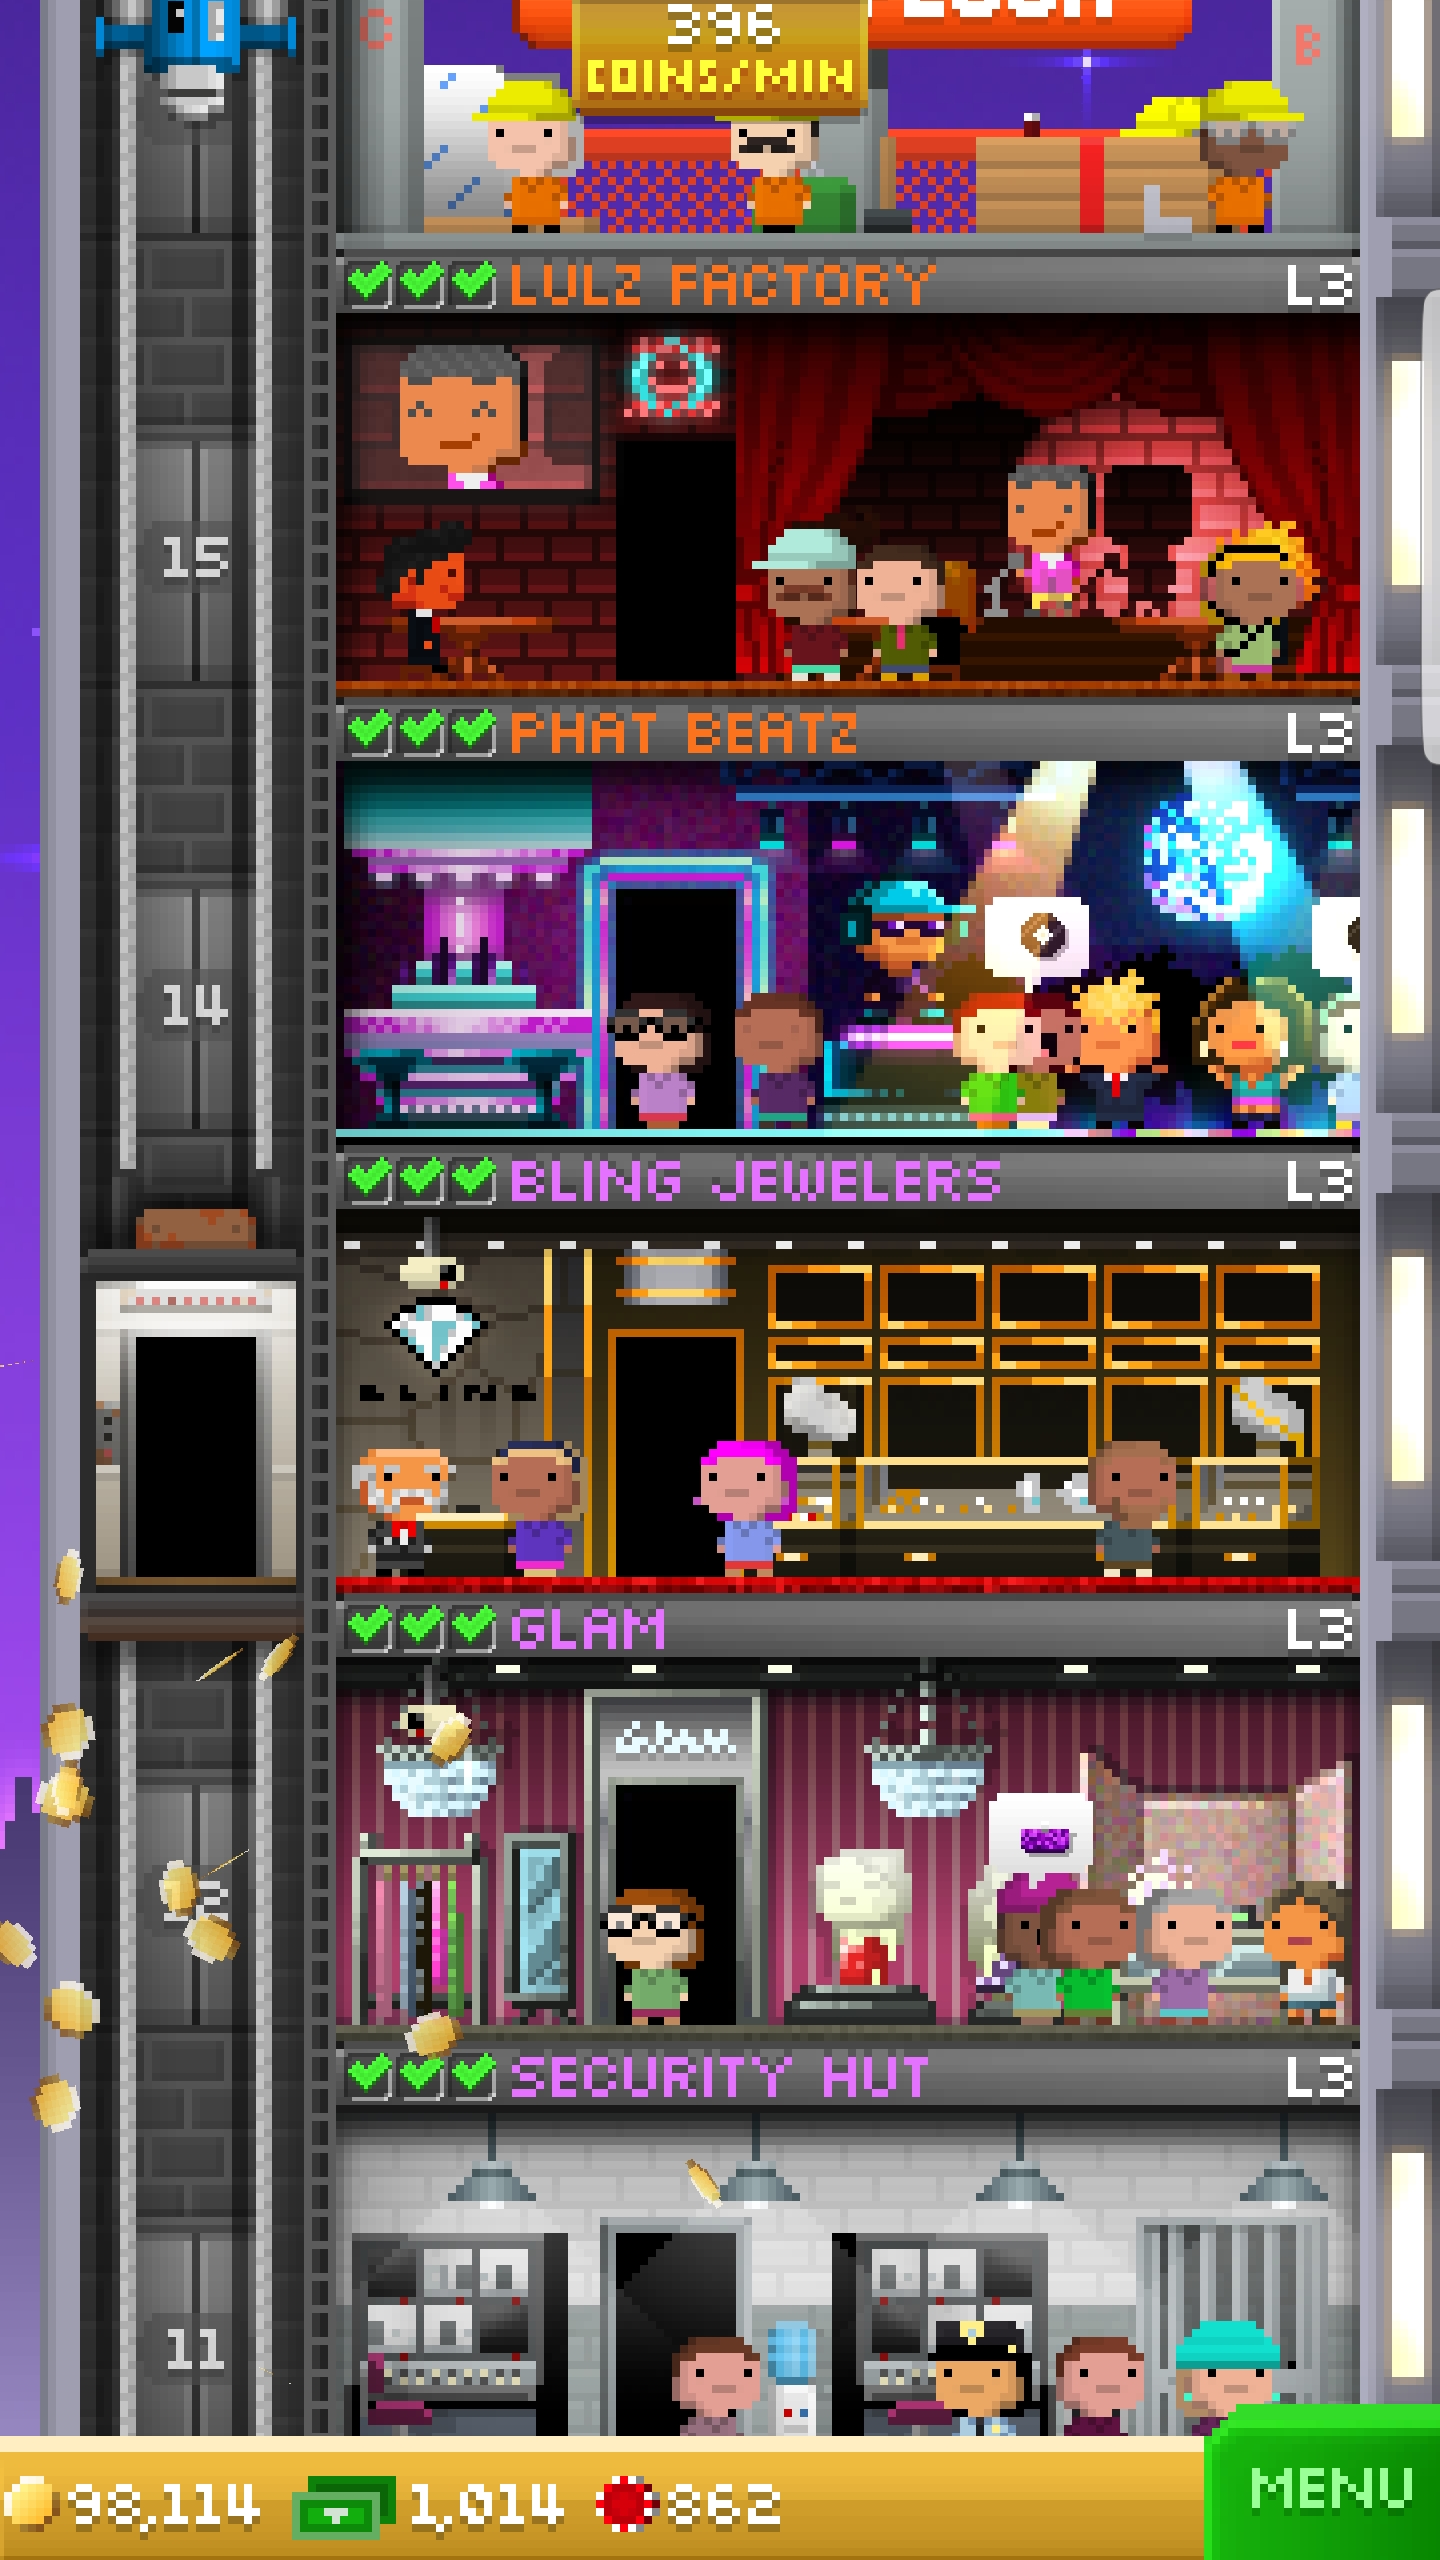 C
B
396
COINS/MIN
LULZ FACTORY
L3
15
PHAT BEATZ
L3
14
BLING JEWELERS
L3
BLING
GLAM
L3
Glam
SECURITY HUT
L3
11
98,114
1,014
862
MENU